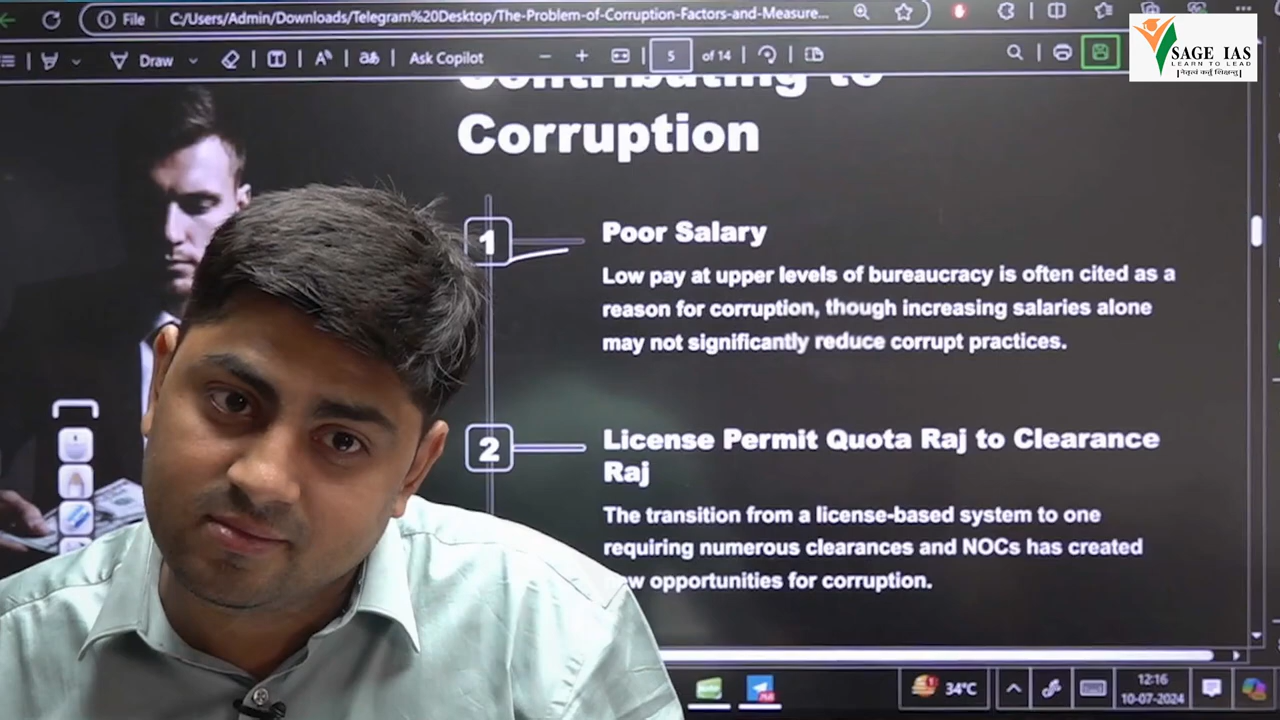 File C:/Users/Admin/Downloads/Telegram%20Desktop/The-Problem-of-Corruption-Factors-and-Measure...
Draw Ask Copilot 5 of 14
SAGE IAS
LEARN TO LEAD
Contributing to
Corruption
1 Poor Salary
Low pay at upper levels of bureaucracy is often cited as a
reason for corruption, though increasing salaries alone
may not significantly reduce corrupt practices.
2 License Permit Quota Raj to Clearance
Raj
The transition from a license-based system to one
requiring numerous clearances and NOCs has created
new opportunities for corruption.
34°C
12:16
10-07-2024